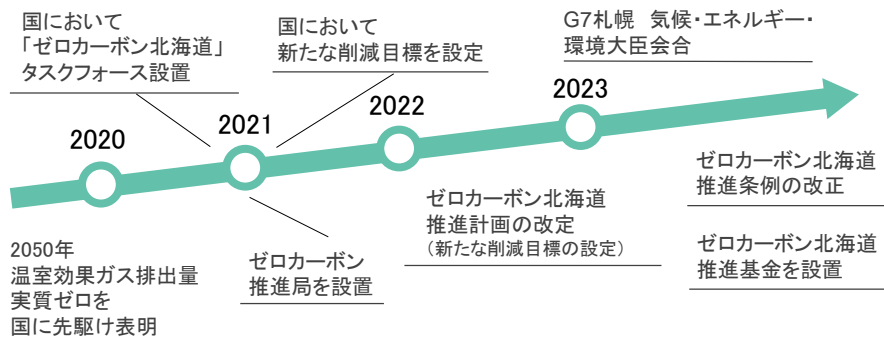 国において
「ゼロカーボン北海道」
タスクフォース設置
国において
新たな削減目標を設定
G7札幌 気候・エネルギー・
環境大臣会合
2020
2021
2022
2023
2050年
温室効果ガス排出量
実質ゼロを
国に先駆け表明
ゼロカーボン
推進局を設置
ゼロカーボン北海道
推進計画の改定
（新たな削減目標の設定）
ゼロカーボン北海道
推進条例の改正
ゼロカーボン北海道
推進基金を設置